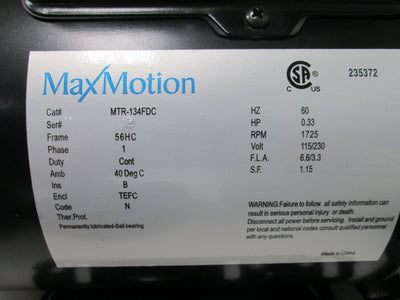 MaxMotion
CSA
C US
235372
Cat# MTR-134FDC
Ser#
Frame 56HC
Phase 1
Duty Cont
Amb 40 Deg C
Ins B
Encl TEFC
Code N
Ther.Prot.
Permanently lubricated-Ball bearing
HZ 60
HP 0.33
RPM 1725
Volt 115/230
F.L.A. 6.6/3.3
S.F. 1.15
WARNING:Failure to follow all safety information can
result in serious personal injury or death.
Disconnect all power before servicing. Install and ground
per local and national codes consult qualified personnel
with any questions.
Made in China